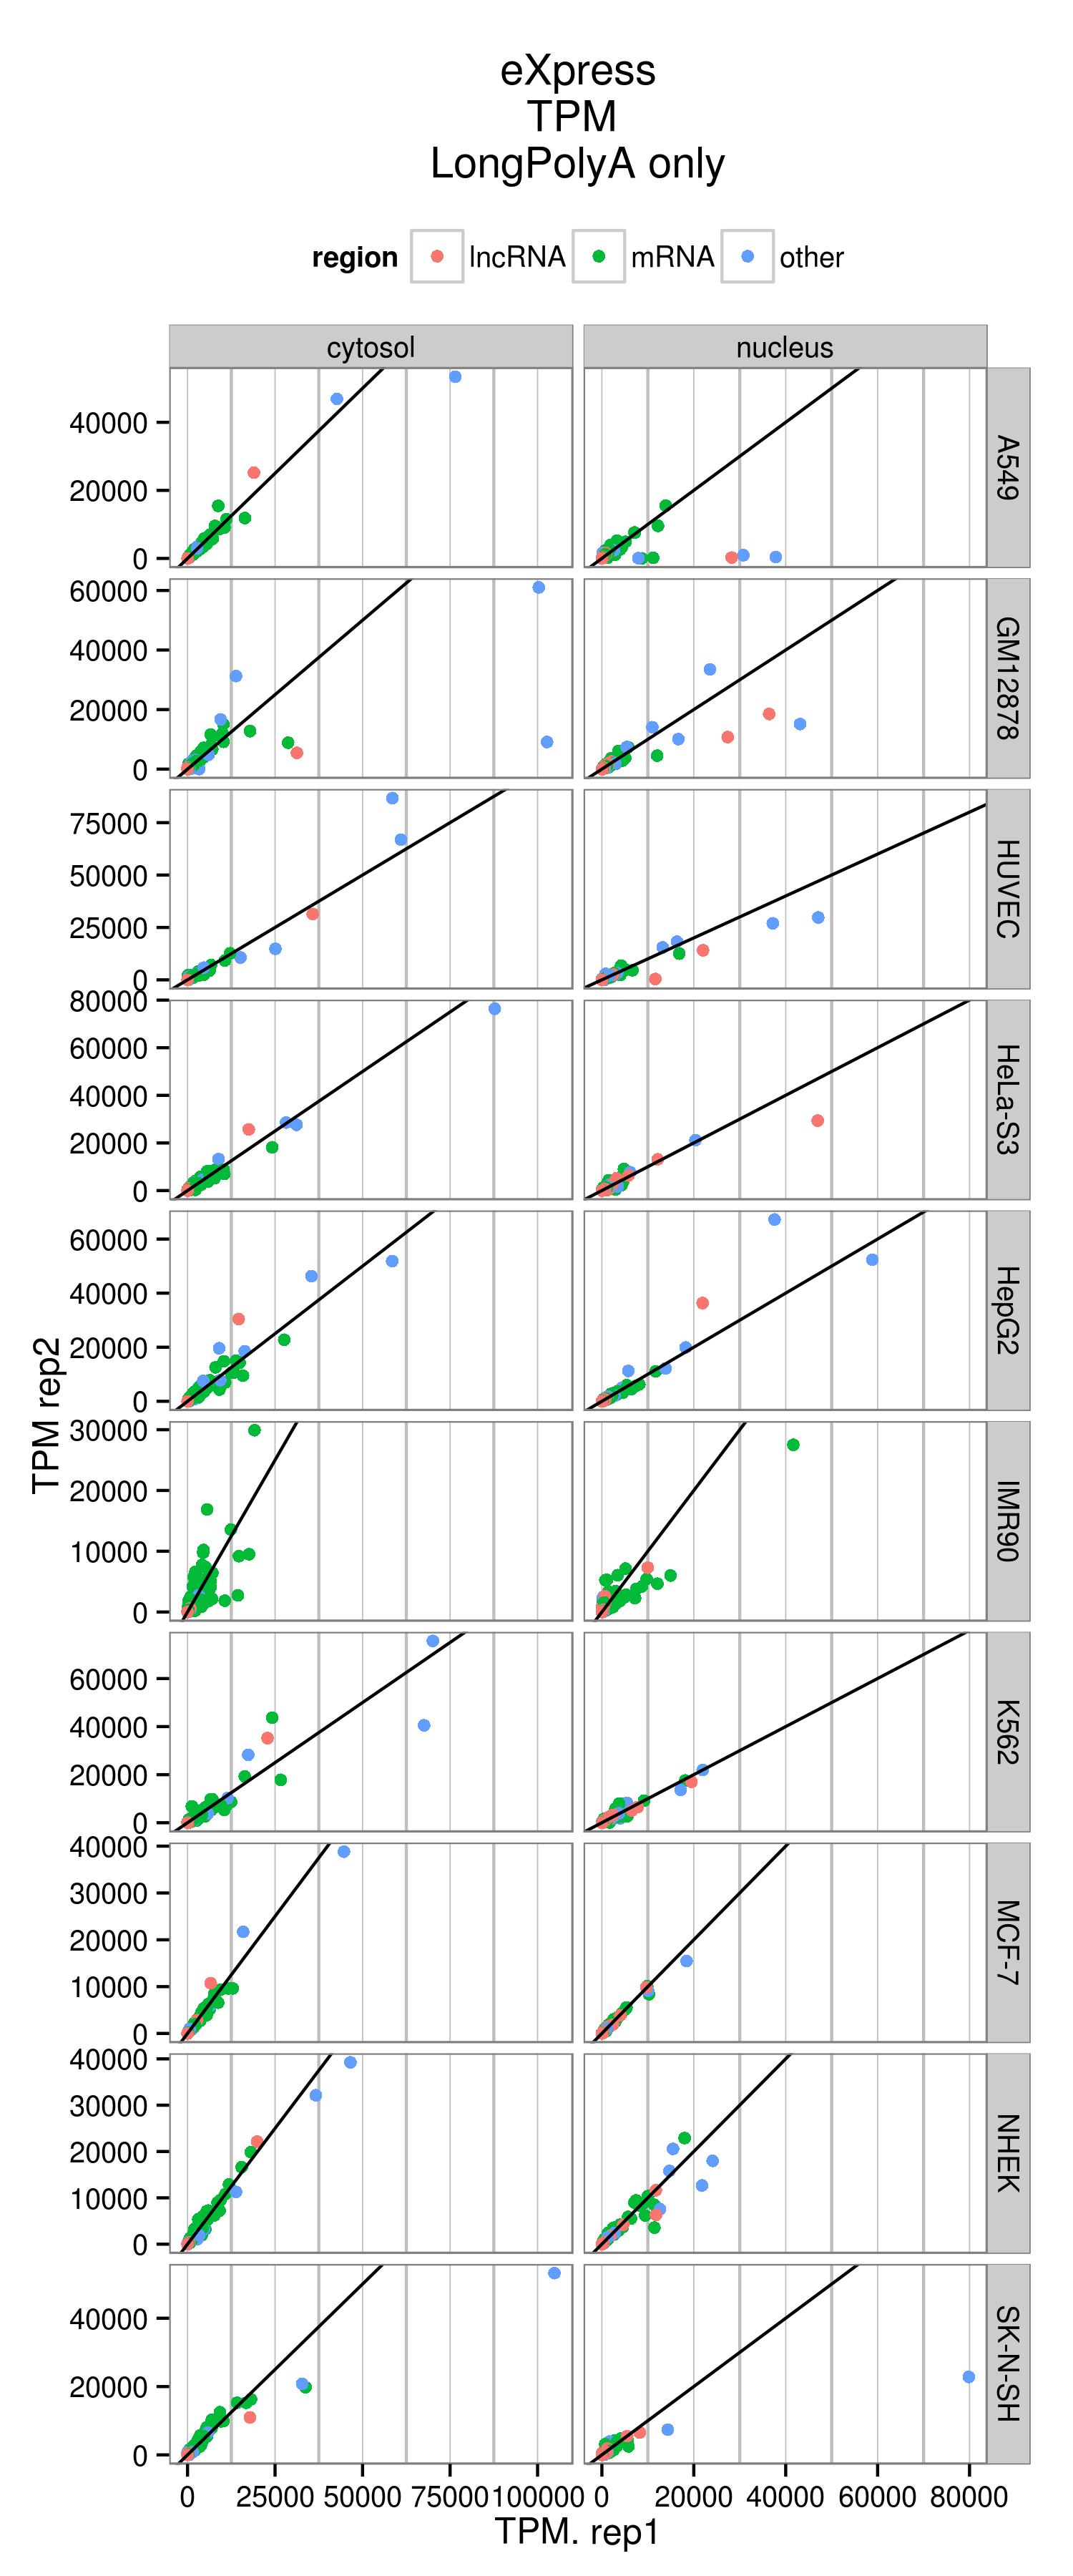 eXpress
TPM
LongPolyA only
region lncRNA mRNA other
cytosol nucleus
40000
20000
0
A549
60000
40000
20000
0
GM12878
75000
50000
25000
0
HUVEC
80000
60000
40000
20000
0
HeLa-S3
60000
40000
20000
0
HepG2
TPM rep2
30000
20000
10000
0
IMR90
60000
40000
20000
0
K562
40000
30000
20000
10000
0
MCF-7
40000
30000
20000
10000
0
NHEK
40000
20000
0
SK-N-SH
0 25000 50000 75000 100000 0 20000 40000 60000 80000
TPM. rep1